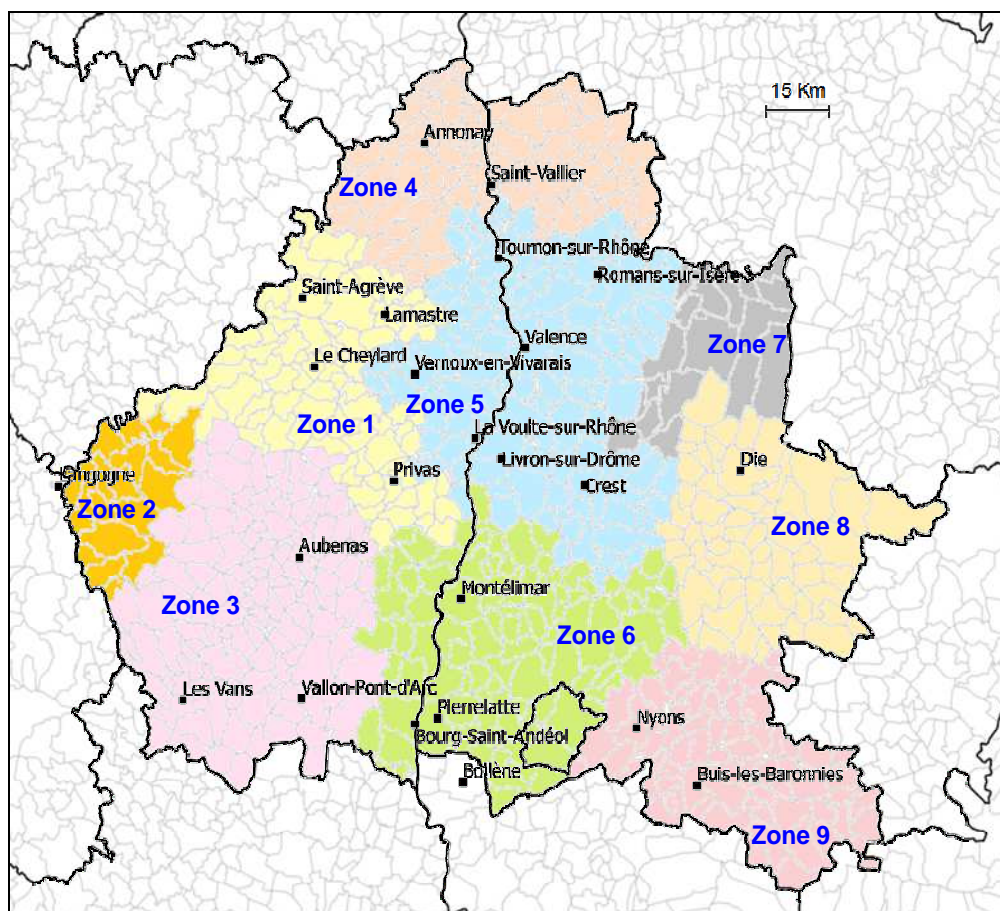 15 Km
Annonay
Saint-Vallier
Zone 4
Tournon-sur-Rhône
Romans-sur-Isère
Saint-Agrève
Lamastre
Valence
Zone 7
Le Cheylard
Vernoux-en-Vivarais
Zone 5
Zone 1
La Voulte-sur-Rhône
Livron-sur-Drôme
Die
Privas
Crest
Langogne
Zone 2
Zone 8
Aubenas
Montélimar
Zone 3
Zone 6
Les Vans
Vallon-Pont-d'Arc
Pierrelatte
Nyons
Bourg-Saint-Andéol
Bollène
Buis-les-Baronnies
Zone 9